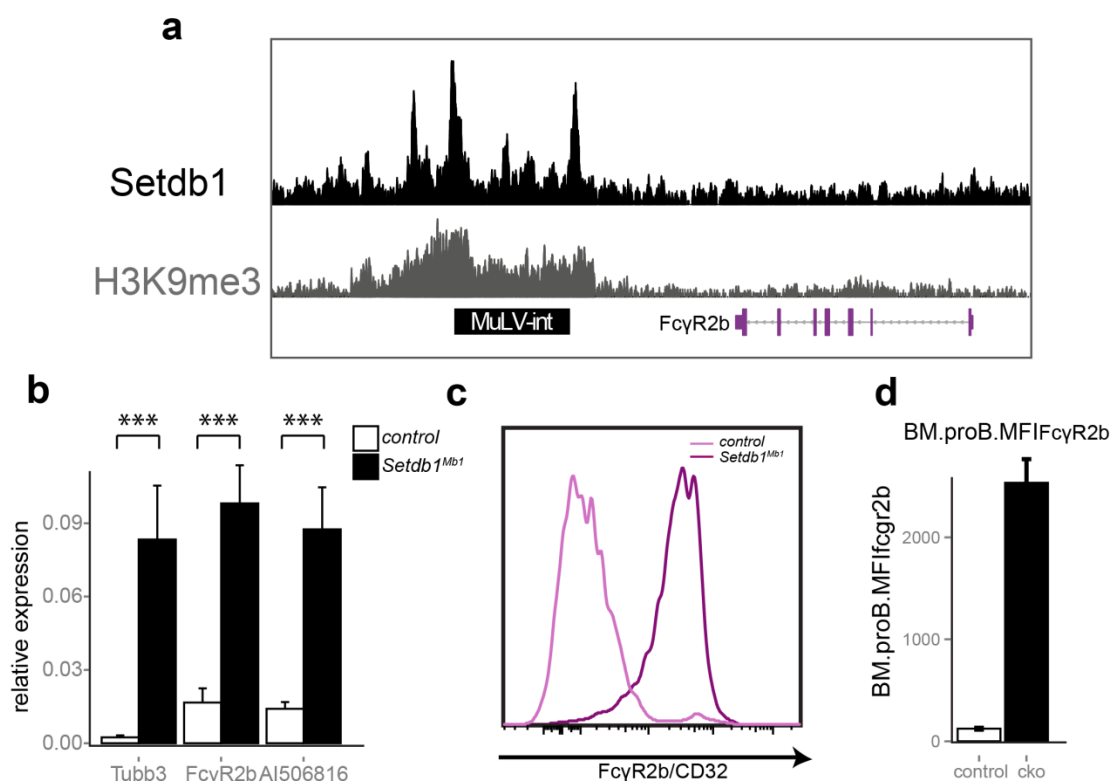 a
Setdb1
H3K9me3
MuLV-int
FcγR2b
b
*** *** ***
control
Setdb1Mb1
relative expression
0.09
0.06
0.03
0.00
Tubb3 FcvR2b AI506816
c
control
Setdb1Mb1
FcγR2b/CD32
d
BM.proB.MFIFcγR2b
BM.proB.MFIfcgr2b
2000
1000
0
control cko